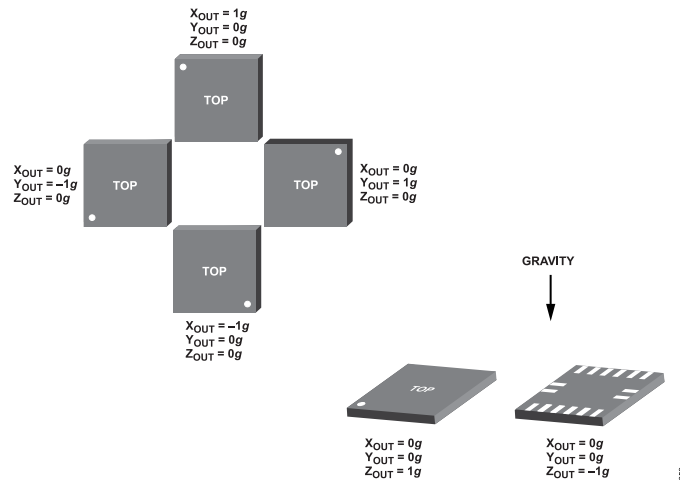 XOUT = 1g
YOUT = 0g
ZOUT = 0g
TOP
XOUT = 0g
YOUT = –1g
ZOUT = 0g
TOP
TOP
XOUT = 0g
YOUT = 1g
ZOUT = 0g
TOP
XOUT = –1g
YOUT = 0g
ZOUT = 0g
GRAVITY
TOP
XOUT = 0g
YOUT = 0g
ZOUT = 1g
XOUT = 0g
YOUT = 0g
ZOUT = –1g